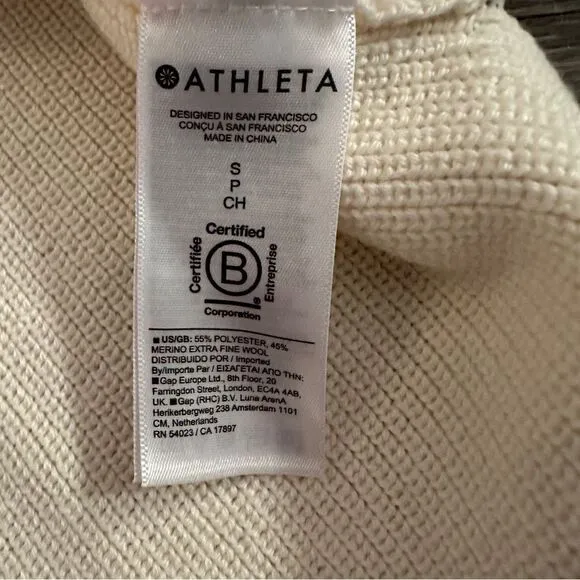 ATHLETA
DESIGNED IN SAN FRANCISCO
CONÇU À SAN FRANCISCO
MADE IN CHINA
S
P
CH
Certified
Certifiée
B
Entreprise
®
Corporation
■ US/GB: 55% POLYESTER, 45%
MERINO EXTRA FINE WOOL
DISTRIBUIDO POR / Imported
By/Importe Par / ΕΙΣΑΓΕΤΑΙ ΑΠΟ ΤΗΝ:
■Gap Europe Ltd., 8th Floor, 20
Farringdon Street, London, EC4A 4AB,
UK. ■Gap (RHC) B.V. Luna ArenA
Herikerbergweg 238 Amsterdam 1101
CM, Netherlands
RN 54023 / CA 17897